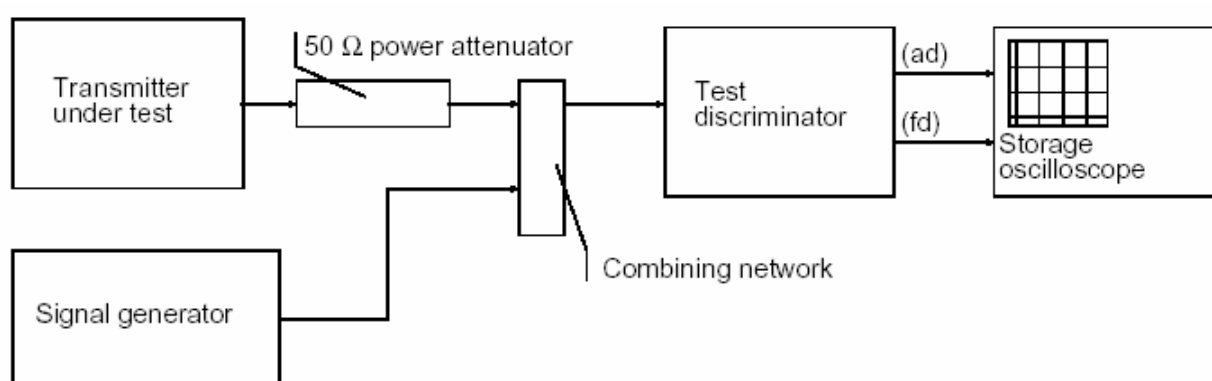 50 Ω power attenuator
Transmitter
under test
Test
discriminator
(ad)
(fd)
Storage
oscilloscope
Combining network
Signal generator